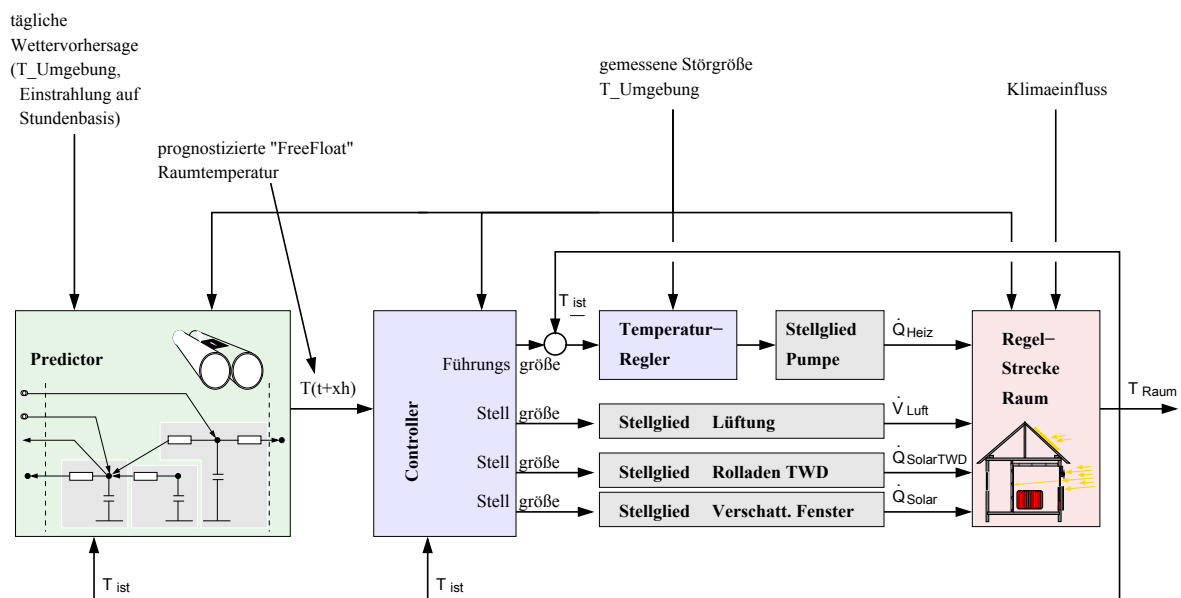 tägliche
Wettervorhersage
(T_Umgebung,
Einstrahlung auf
Stundenbasis)
prognostizierte "FreeFloat"
Raumtemperatur
gemessene Störgröße
T_Umgebung
Klimaeinfluss
Predictor
T(t+xh)
T ist
Controller
Führungs größe
Stell größe
Stell größe
Stell größe
T ist
T ist
Temperatur−
Regler
Stellglied
Pumpe
Stellglied Lüftung
Stellglied Rolladen TWD
Stellglied Verschatt. Fenster
Q̇ Heiz
V̇ Luft
Q̇ SolarTWD
Q̇ Solar
Regel−
Strecke
Raum
T Raum